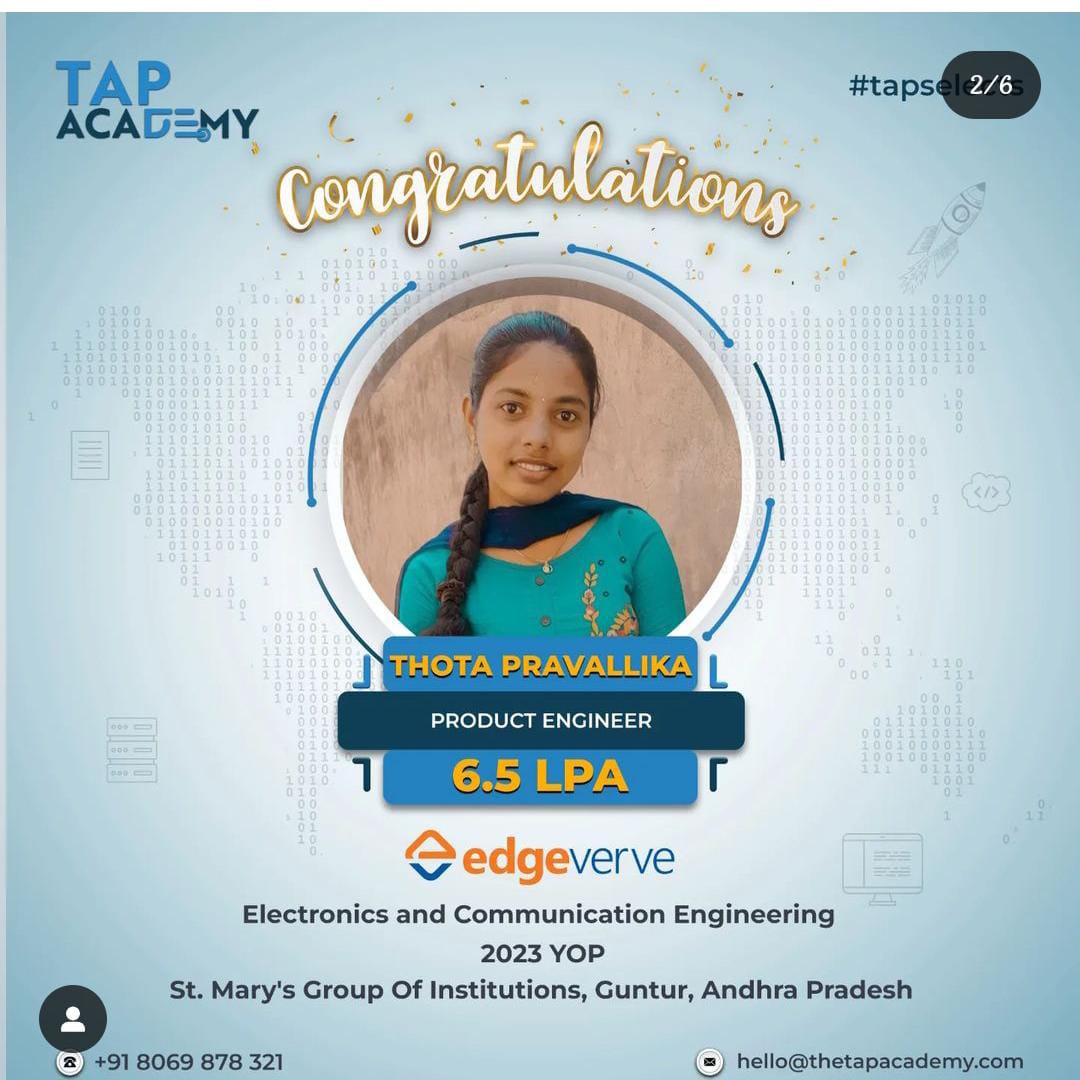 TAP
ACADEMY
2/6
Congratulations
THOTA PRAVALLIKA
PRODUCT ENGINEER
6.5 LPA
edgeverve
Electronics and Communication Engineering
2023 YOP
St. Mary's Group Of Institutions, Guntur, Andhra Pradesh
+91 8069 878 321
hello@thetapacademy.com